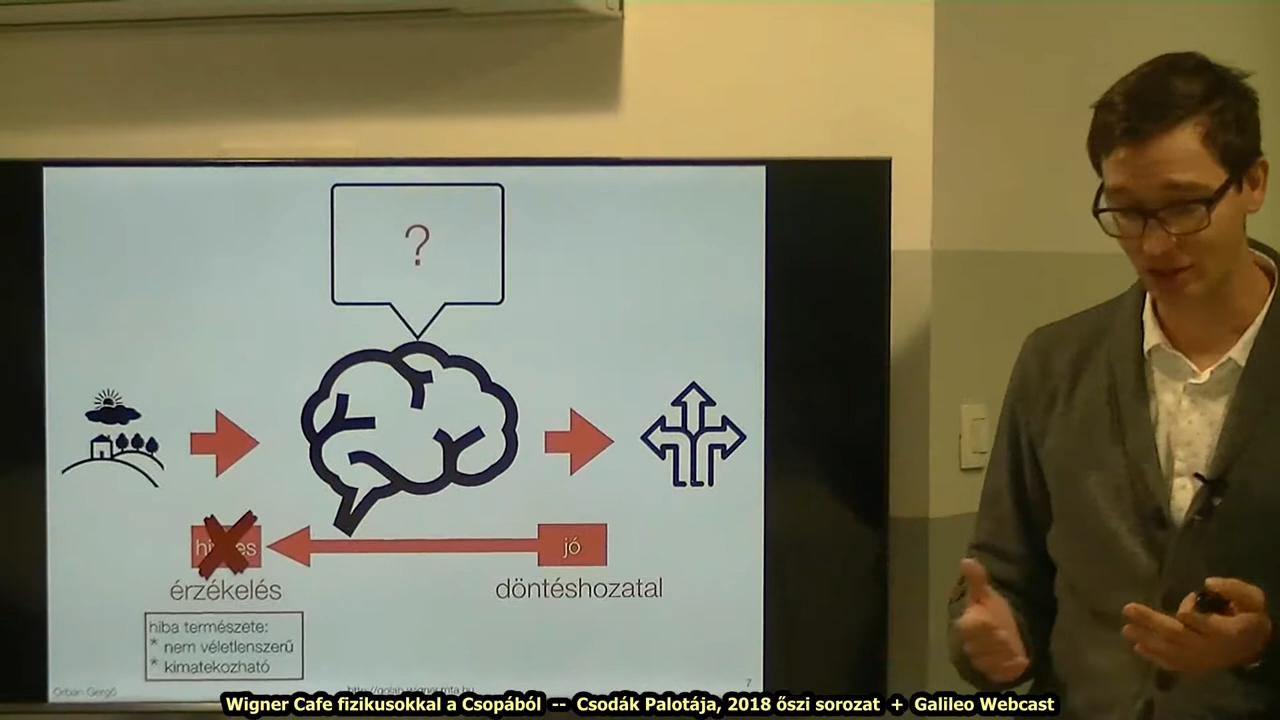 ?
jó
érzékelés
döntéshozatal
hiba természete:
* nem véletlenszerű
* kimatekozható
Orbán Gergő
7
Wigner Cafe fizikusokkal a Csopából -- Csodák Palotája, 2018 őszi sorozat + Galileo Webcast